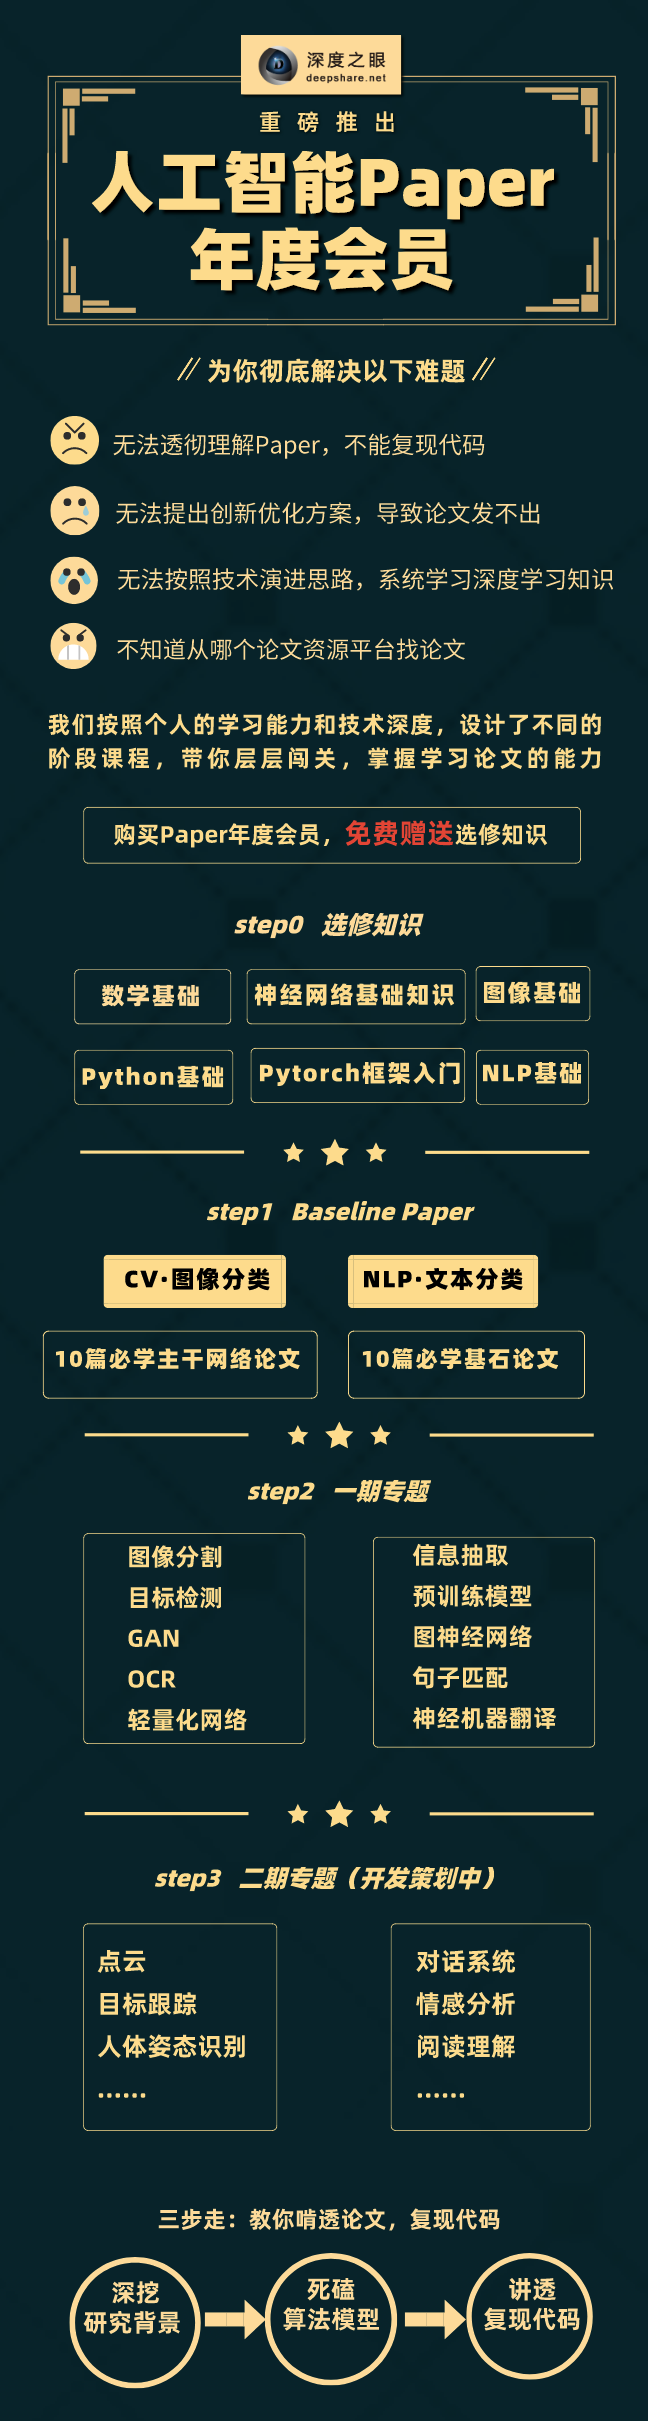 深度之眼
deepshare.net
重磅推出
人工智能Paper
年度会员
为你彻底解决以下难题
无法透彻理解Paper，不能复现代码
无法提出创新优化方案，导致论文发不出
无法按照技术演进思路，系统学习深度学习知识
不知道从哪个论文资源平台找论文
我们按照个人的学习能力和技术深度，设计了不同的
阶段课程，带你层层闯关，掌握学习论文的能力
购买Paper年度会员，免费赠送选修知识
step0 选修知识
数学基础 神经网络基础知识 图像基础
Python基础 Pytorch框架入门 NLP基础
step1 Baseline Paper
CV·图像分类 NLP·文本分类
10篇必学主干网络论文 10篇必学基石论文
step2 一期专题
图像分割
目标检测
GAN
OCR
轻量化网络
信息抽取
预训练模型
图神经网络
句子匹配
神经机器翻译
step3 二期专题（开发策划中）
点云
目标跟踪
人体姿态识别
……
对话系统
情感分析
阅读理解
……
三步走：教你啃透论文，复现代码
深挖
研究背景
死磕
算法模型
讲透
复现代码